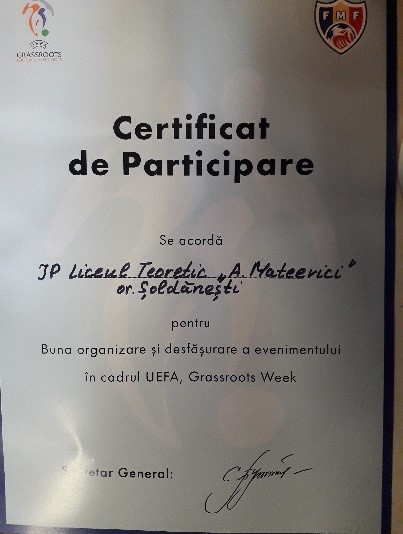 GRASSROOTS
FMF
Certificat
de Participare
Se acordă
IP Liceul Teoretic „A. Mateevici"
or. Șoldănești
pentru
Buna organizare și desfășurare a evenimentului
în cadrul UEFA, Grassroots Week
Secretar General: